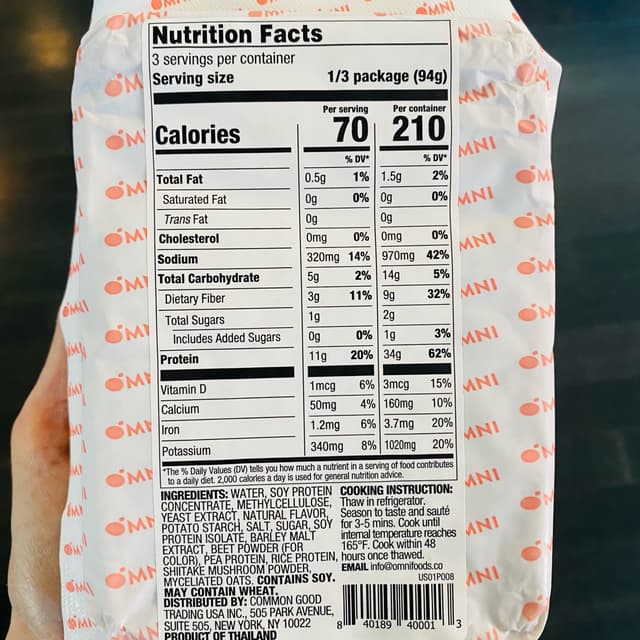 Nutrition Facts
3 servings per container
Serving size 1/3 package (94g)
Per serving Per container
Calories 70 210
% DV* % DV*
Total Fat 0.5g 1% 1.5g 2%
Saturated Fat 0g 0% 0g 0%
Trans Fat 0g 0g
Cholesterol 0mg 0% 0mg 0%
Sodium 320mg 14% 970mg 42%
Total Carbohydrate 5g 2% 14g 5%
Dietary Fiber 3g 11% 9g 32%
Total Sugars 1g 2g
Includes Added Sugars 0g 0% 1g 3%
Protein 11g 20% 34g 62%
Vitamin D 1mcg 6% 3mcg 15%
Calcium 50mg 4% 160mg 10%
Iron 1.2mg 6% 3.7mg 20%
Potassium 340mg 8% 1020mg 20%
*The % Daily Values (DV) tells you how much a nutrient in a serving of food contributes
to a daily diet. 2,000 calories a day is used for general nutrition advice.
INGREDIENTS: WATER, SOY PROTEIN
CONCENTRATE, METHYLCELLULOSE,
YEAST EXTRACT, NATURAL FLAVOR,
POTATO STARCH, SALT, SUGAR, SOY
PROTEIN ISOLATE, BARLEY MALT
EXTRACT, BEET POWDER (FOR
COLOR), PEA PROTEIN, RICE PROTEIN,
SHIITAKE MUSHROOM POWDER,
MYCELIATED OATS. CONTAINS SOY.
MAY CONTAIN WHEAT.
DISTRIBUTED BY: COMMON GOOD
TRADING USA INC., 505 PARK AVENUE,
SUITE 505, NEW YORK, NY 10022
PRODUCT OF THAILAND
COOKING INSTRUCTION:
Thaw in refrigerator.
Season to taste and sauté
for 3-5 mins. Cook until
internal temperature reaches
165°F. Cook within 48
hours once thawed.
EMAIL info@omnifoods.co
US01P008
8 40189 40001 3
OMNI